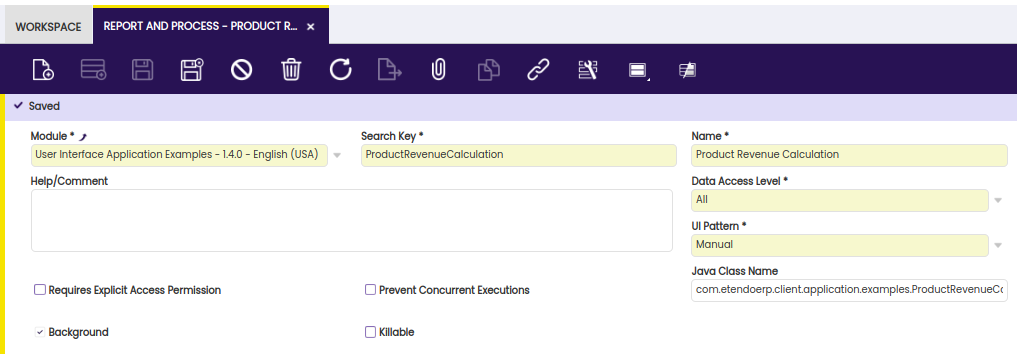 WORKSPACE
REPORT AND PROCESS - PRODUCT R...
Saved
Module *
Search Key *
Name *
User Interface Application Examples - 1.4.0 - English (USA)
ProductRevenueCalculation
Product Revenue Calculation
Help/Comment
Data Access Level *
All
UI Pattern *
Manual
Java Class Name
com.etendoerp.client.application.examples.ProductRevenueCa
Requires Explicit Access Permission
Prevent Concurrent Executions
Background
Killable